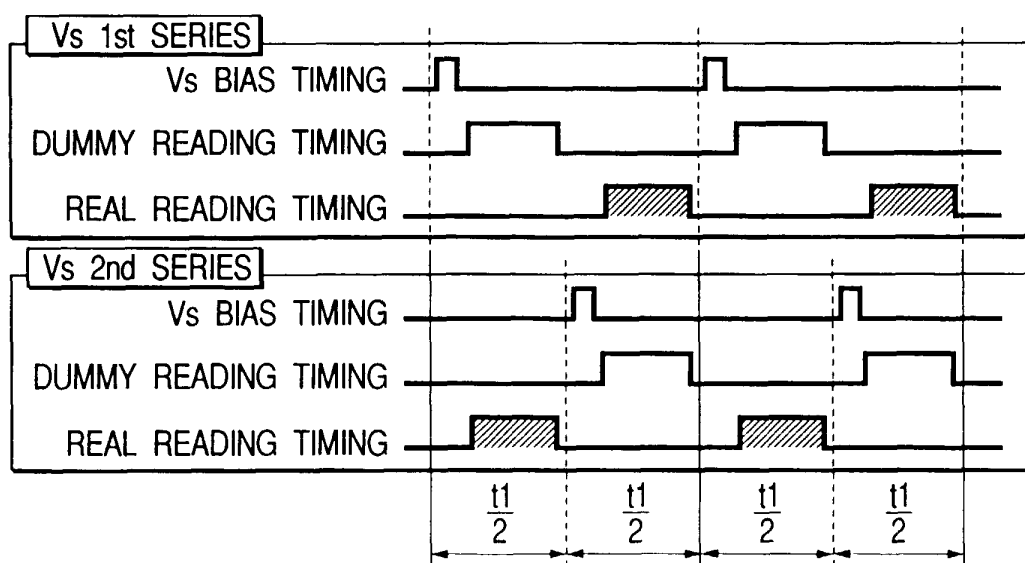 Vs 1st SERIES
Vs BIAS TIMING
DUMMY READING TIMING
REAL READING TIMING
Vs 2nd SERIES
Vs BIAS TIMING
DUMMY READING TIMING
REAL READING TIMING
t1 t1 t1 t1
2 2 2 2